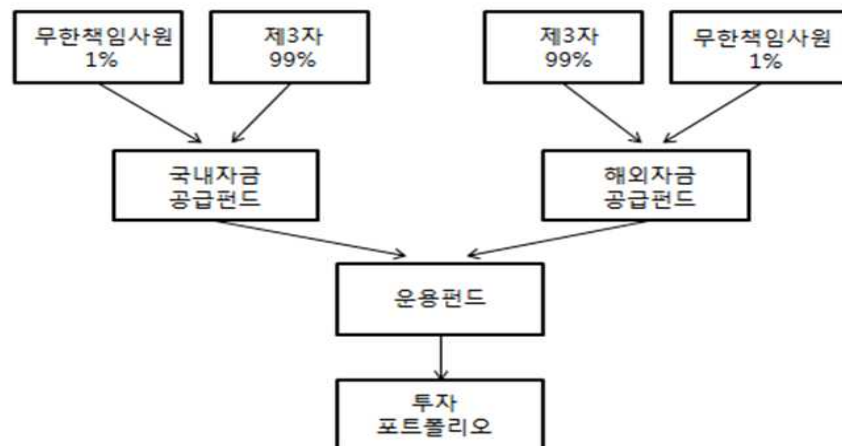 무한책임사원
1%
제3자
99%
제3자
99%
무한책임사원
1%
국내자금
공급펀드
해외자금
공급펀드
운용펀드
투자
포트폴리오